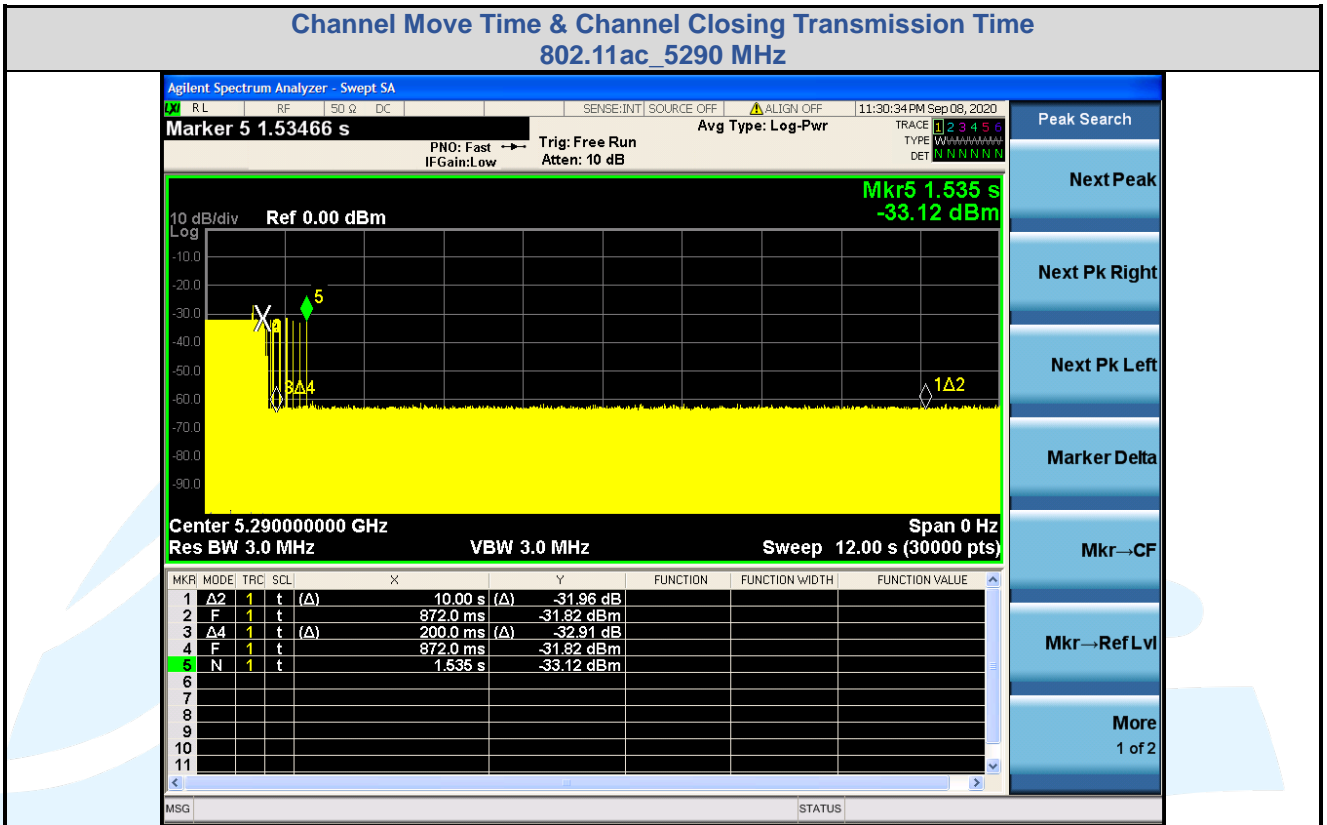 Channel Move Time & Channel Closing Transmission Time
802.11ac_5290 MHz
Agilent Spectrum Analyzer - Swept SA
LXI RL RF 50 Ω DC SENSE:INT SOURCE OFF ALIGN OFF 11:30:34 PM Sep 08, 2020
Marker 5 1.53466 s
PNO: Fast
IFGain:Low
Trig: Free Run
Atten: 10 dB
Avg Type: Log-Pwr
TRACE 1 2 3 4 5 6
TYPE W
DET N N N N N N
Peak Search
Next Peak
Next Pk Right
Next Pk Left
Marker Delta
Mkr→CF
Mkr→Ref Lvl
More
1 of 2
Mkr5 1.535 s
-33.12 dBm
10 dB/div Ref 0.00 dBm
Log
-10.0
-20.0
-30.0
-40.0
-50.0
-60.0
-70.0
-80.0
-90.0
5
X
3Δ4
1Δ2
Center 5.290000000 GHz Span 0 Hz
Res BW 3.0 MHz VBW 3.0 MHz Sweep 12.00 s (30000 pts)
MKR MODE TRC SCL X Y FUNCTION FUNCTION WIDTH FUNCTION VALUE
1 Δ2 1 t (Δ) 10.00 s (Δ) -31.96 dB
2 F 1 t 872.0 ms -31.82 dBm
3 Δ4 1 t (Δ) 200.0 ms (Δ) -32.91 dB
4 F 1 t 872.0 ms -31.82 dBm
5 N 1 t 1.535 s -33.12 dBm
6
7
8
9
10
11
MSG STATUS